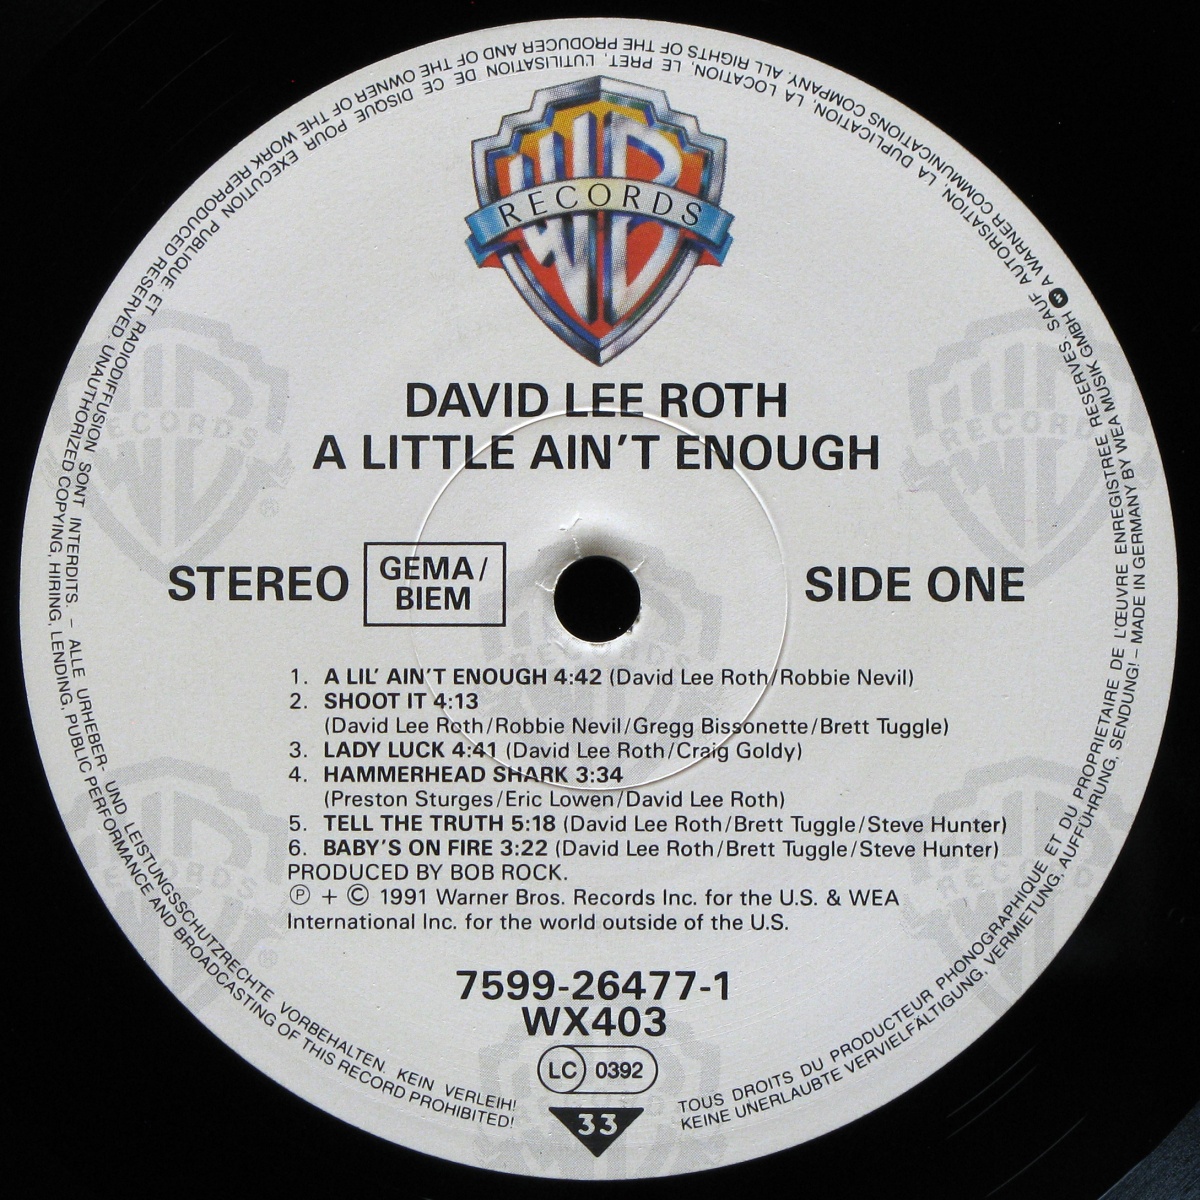 WB
RECORDS
DAVID LEE ROTH
A LITTLE AIN'T ENOUGH
STEREO
GEMA/
BIEM
SIDE ONE
1. A LIL' AIN'T ENOUGH 4:42 (David Lee Roth/Robbie Nevil)
2. SHOOT IT 4:13
(David Lee Roth/Robbie Nevil/Gregg Bissonette/Brett Tuggle)
3. LADY LUCK 4:41 (David Lee Roth/Craig Goldy)
4. HAMMERHEAD SHARK 3:34
(Preston Sturges/Eric Lowen/David Lee Roth)
5. TELL THE TRUTH 5:18 (David Lee Roth/Brett Tuggle/Steve Hunter)
6. BABY'S ON FIRE 3:22 (David Lee Roth/Brett Tuggle/Steve Hunter)
PRODUCED BY BOB ROCK.
℗ + © 1991 Warner Bros. Records Inc. for the U.S. & WEA
International Inc. for the world outside of the U.S.
7599-26477-1
WX403
LC 0392
33
TOUS DROITS DU PRODUCTEUR PHONOGRAPHIQUE ET DU PROPRIETAIRE DE L'ŒUVRE ENREGISTREE RESERVES. SAUF AUTORISATION, LA DUPLICATION, LA LOCATION, LE PRET, L'UTILISATION DE CE DISQUE POUR EXECUTION PUBLIQUE ET RADIODIFFUSION SONT INTERDITS. – ALLE URHEBER- UND LEISTUNGSSCHUTZRECHTE VORBEHALTEN. KEIN VERLEIH!
KEINE UNERLAUBTE VERVIELFÄLTIGUNG, VERMIETUNG, AUFFÜHRUNG, SENDUNG! – MADE IN GERMANY BY WEA MUSIK GMBH A WARNER COMMUNICATIONS COMPANY. ALL RIGHTS OF THE PRODUCER AND OF THE OWNER OF THE WORK REPRODUCED RESERVED. UNAUTHORIZED COPYING, HIRING, LENDING, PUBLIC PERFORMANCE AND BROADCASTING OF THIS RECORD PROHIBITED!